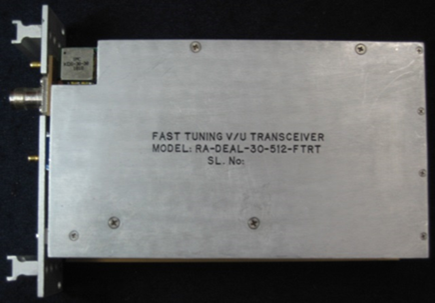 FAST TUNING V/U TRANSCEIVER
MODEL: RA-DEAL-30-512-FTRT
SL. No: